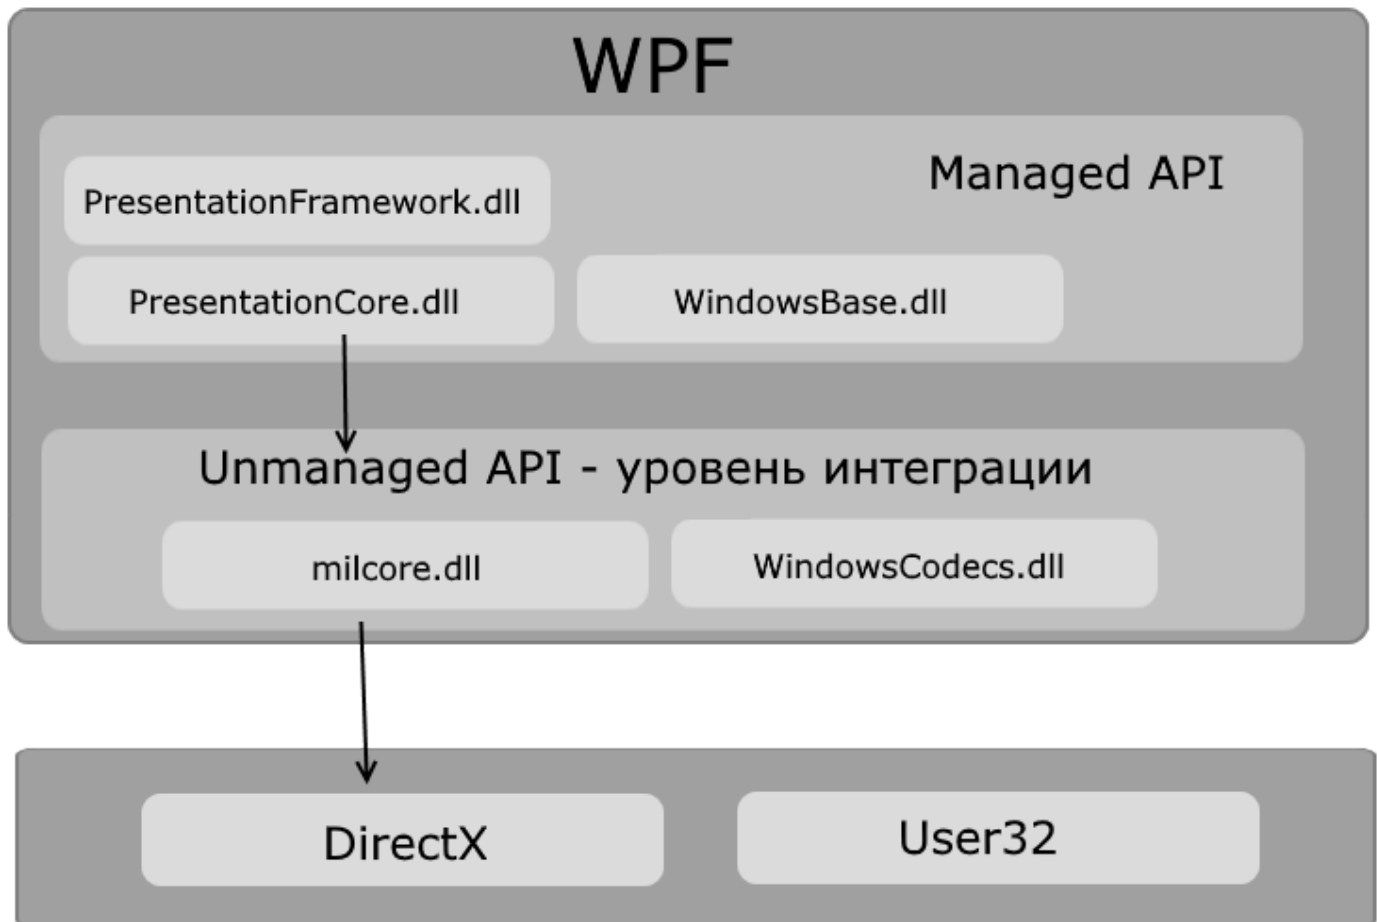 WPF
Managed API
PresentationFramework.dll
PresentationCore.dll
WindowsBase.dll
Unmanaged API - уровень интеграции
milcore.dll
WindowsCodecs.dll
DirectX
User32